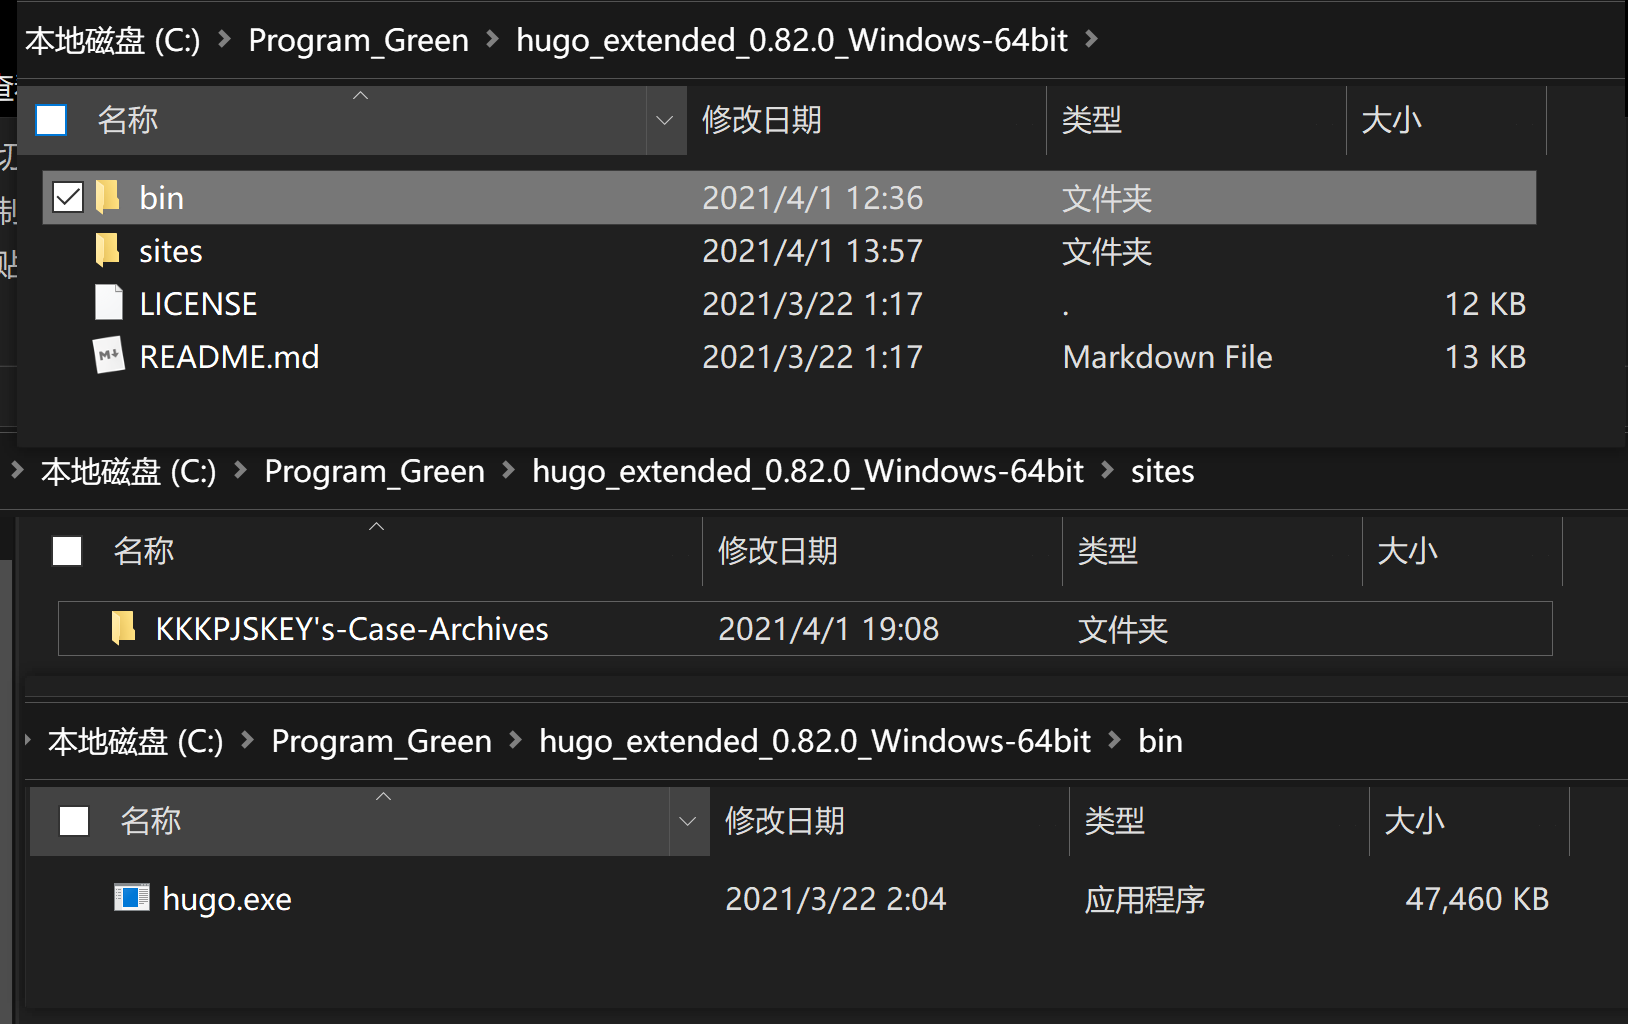 本地磁盘 (C:) > Program_Green > hugo_extended_0.82.0_Windows-64bit >
名称 修改日期 类型 大小
bin 2021/4/1 12:36 文件夹
sites 2021/4/1 13:57 文件夹
LICENSE 2021/3/22 1:17 . 12 KB
README.md 2021/3/22 1:17 Markdown File 13 KB
> 本地磁盘 (C:) > Program_Green > hugo_extended_0.82.0_Windows-64bit > sites
名称 修改日期 类型 大小
KKKPJSKEY's-Case-Archives 2021/4/1 19:08 文件夹
本地磁盘 (C:) > Program_Green > hugo_extended_0.82.0_Windows-64bit > bin
名称 修改日期 类型 大小
hugo.exe 2021/3/22 2:04 应用程序 47,460 KB